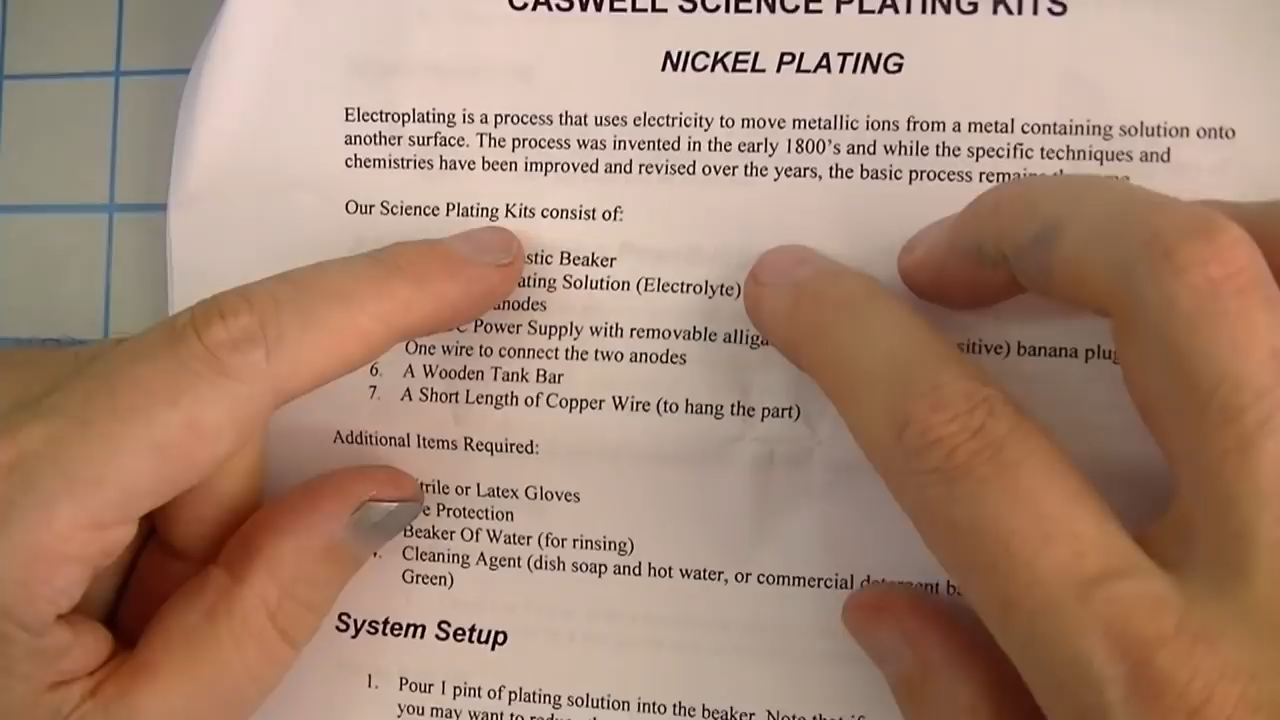 CASWELL SCIENCE PLATING KITS
NICKEL PLATING
Electroplating is a process that uses electricity to move metallic ions from a metal containing solution onto
another surface. The process was invented in the early 1800's and while the specific techniques and
chemistries have been improved and revised over the years, the basic process
Our Science Plating Kits consist of:
Beaker
Solution (Electrolyte)
Power Supply with removable sitive) banana
One wire to connect the two anodes
6. A Wooden Tank Bar
7. A Short Length of Copper Wire (to hang the part)
Additional Items Required:
or Latex Gloves
Protection
Beaker Of Water (for rinsing)
Cleaning Agent (dish soap and hot water, or commercial
Green)
System Setup
1. Pour 1 pint of plating solution into the beaker. Note
you may want to